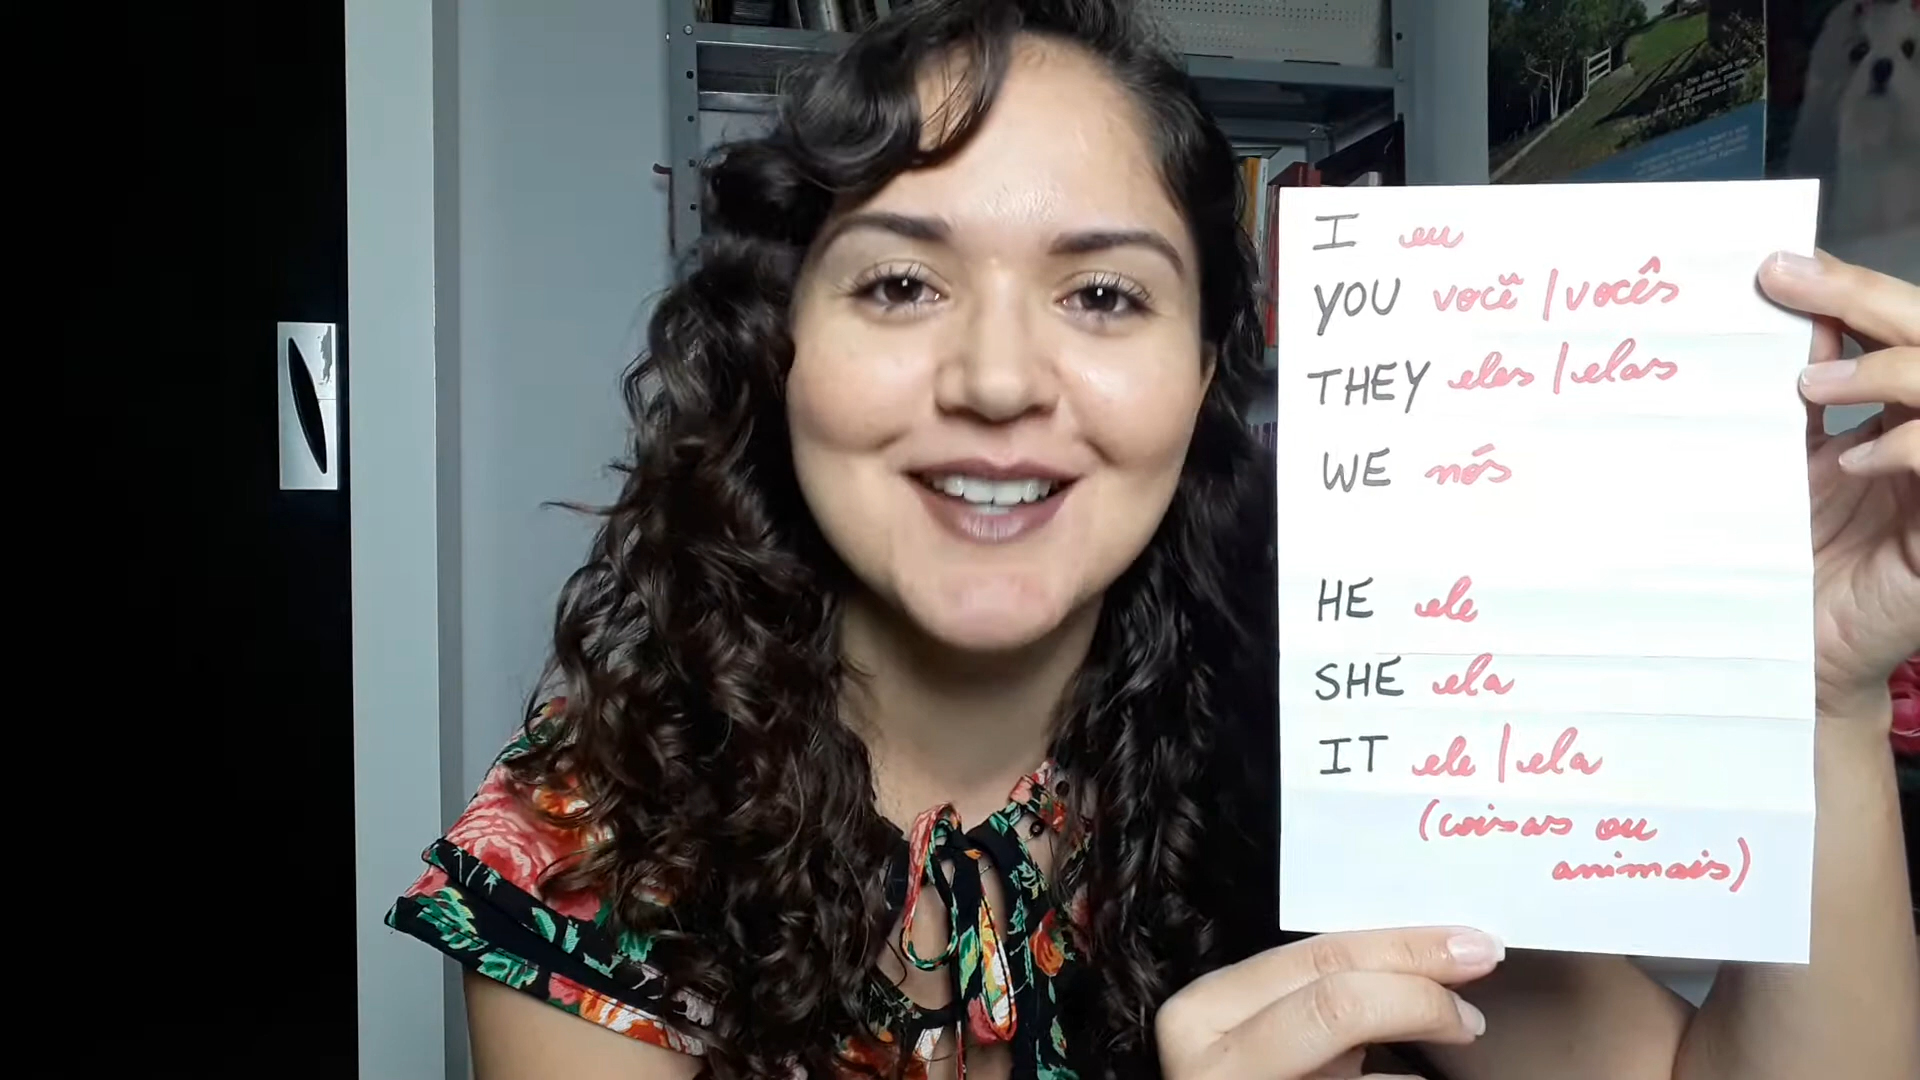 I eu
YOU você / vocês
THEY eles / elas
WE nós
HE ele
SHE ela
IT ele / ela
(coisas ou
animais)